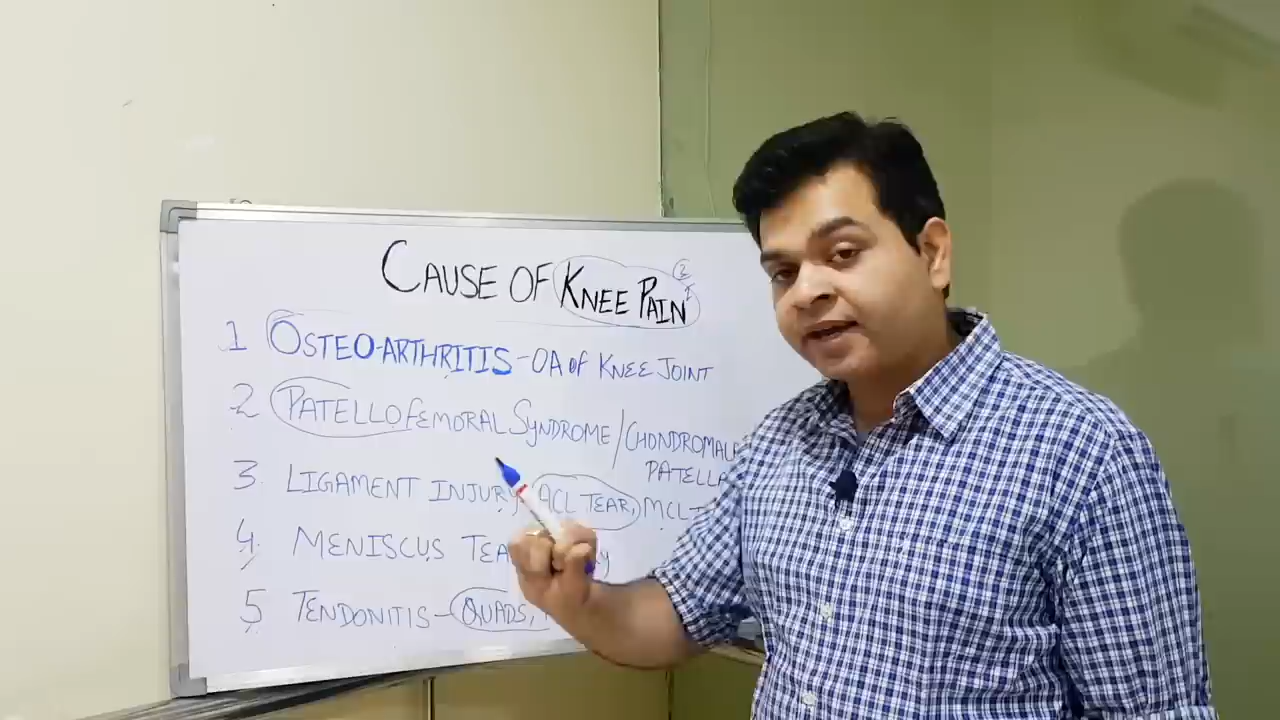 CAUSE OF KNEE PAIN
1 OSTEO-ARTHRITIS - OA OF KNEE JOINT
2 PATELLOFEMORAL SYNDROME / CHONDROMALA
PATELLA
3 LIGAMENT INJURY ACL TEAR, MCL
4 MENISCUS TEA
5 TENDONITIS - QUADS,